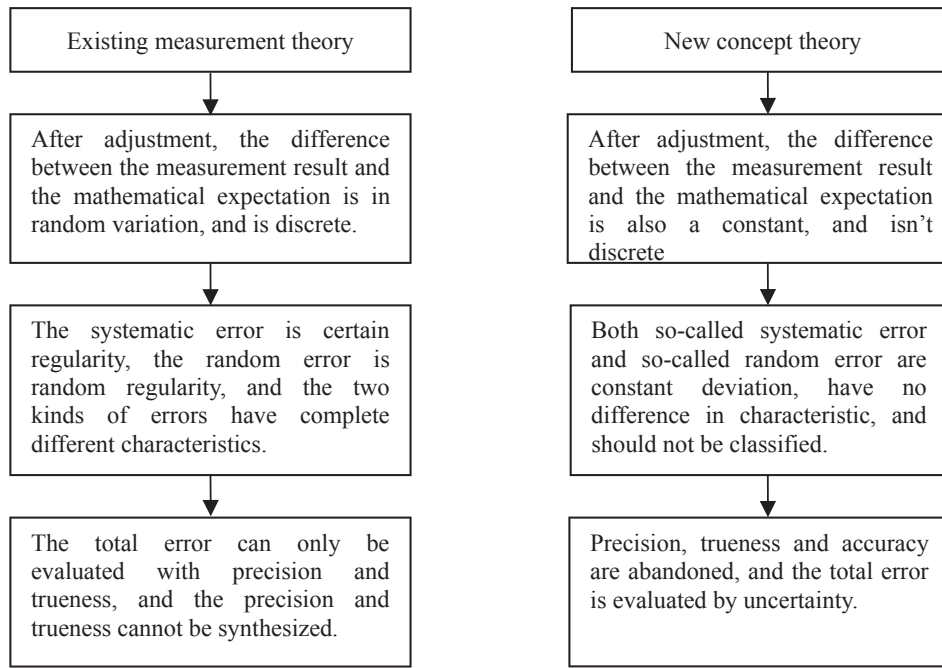 Existing measurement theory
After adjustment, the difference
between the measurement result and
the mathematical expectation is in
random variation, and is discrete.
The systematic error is certain
regularity, the random error is
random regularity, and the two
kinds of errors have complete
different characteristics.
The total error can only be
evaluated with precision and
trueness, and the precision and
trueness cannot be synthesized.
New concept theory
After adjustment, the difference
between the measurement result
and the mathematical expectation
is also a constant, and isn't
discrete
Both so-called systematic error
and so-called random error are
constant deviation, have no
difference in characteristic, and
should not be classified.
Precision, trueness and accuracy
are abandoned, and the total error
is evaluated by uncertainty.